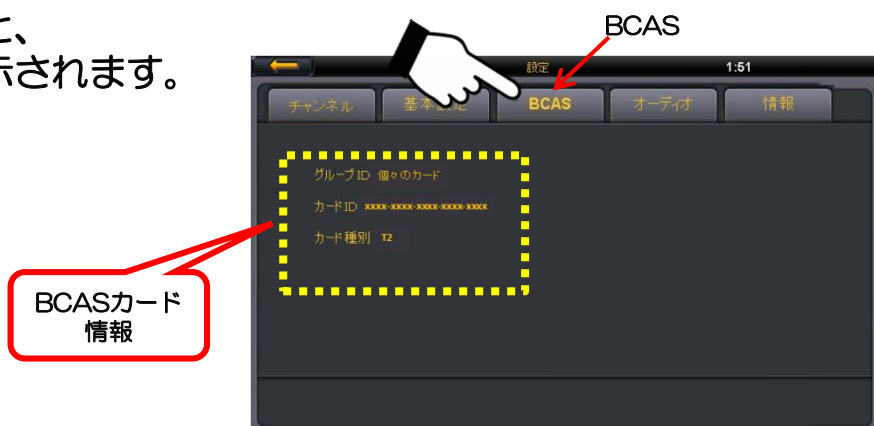 と、
示されます。
BCAS
設定
1:51
チャンネル
BCAS
オーディオ
情報
グループID 個々のカード
カードID xxxx-xxxx-xxxx-xxxx-xxxx
カード種別 T2
BCASカード
情報